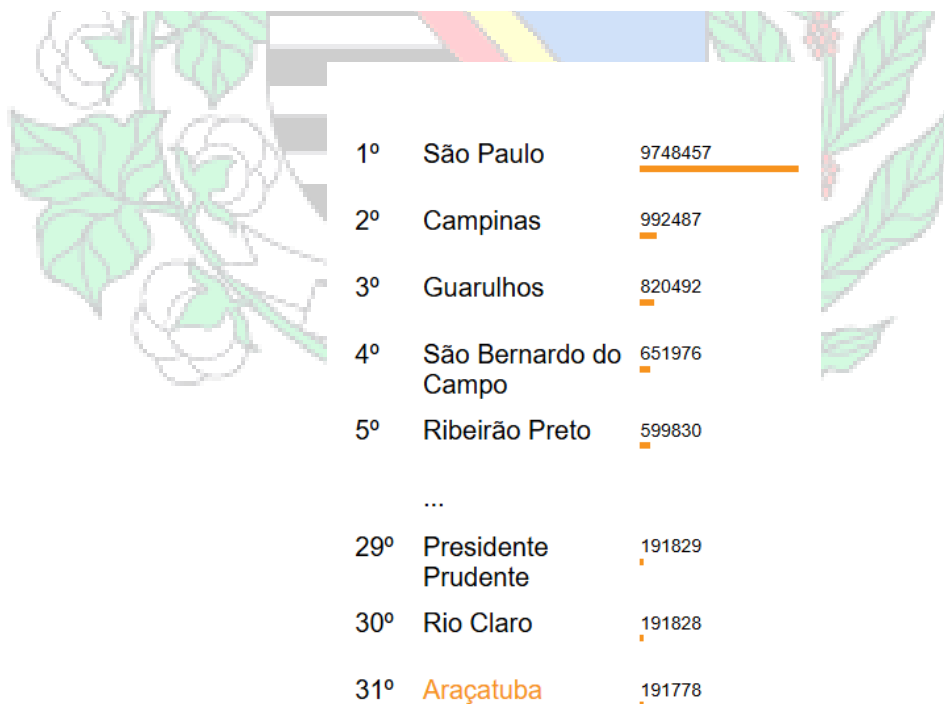 1º São Paulo 9748457
2º Campinas 992487
3º Guarulhos 820492
4º São Bernardo do 651976
Campo
5º Ribeirão Preto 599830
...
29º Presidente 191829
Prudente
30º Rio Claro 191828
31º Araçatuba 191778